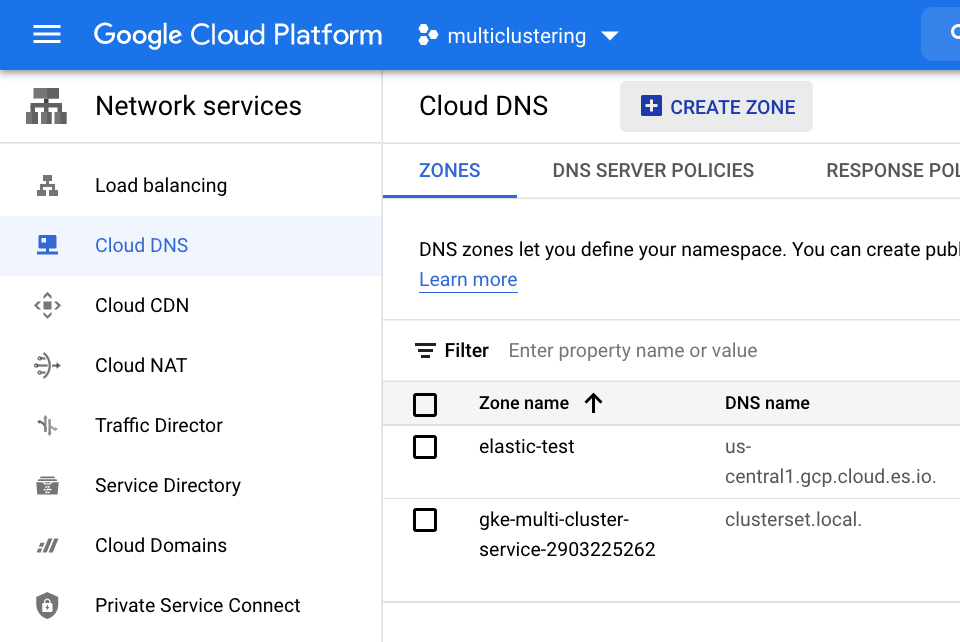 Google Cloud Platform
multiclustering
Network services
Load balancing
Cloud DNS
Cloud CDN
Cloud NAT
Traffic Director
Service Directory
Cloud Domains
Private Service Connect
Cloud DNS
CREATE ZONE
ZONES
DNS SERVER POLICIES
RESPONSE POL
DNS zones let you define your namespace. You can create publ
Learn more
Filter
Enter property name or value
Zone name
DNS name
elastic-test
us-
central1.gcp.cloud.es.io.
gke-multi-cluster-
service-2903225262
clusterset.local.